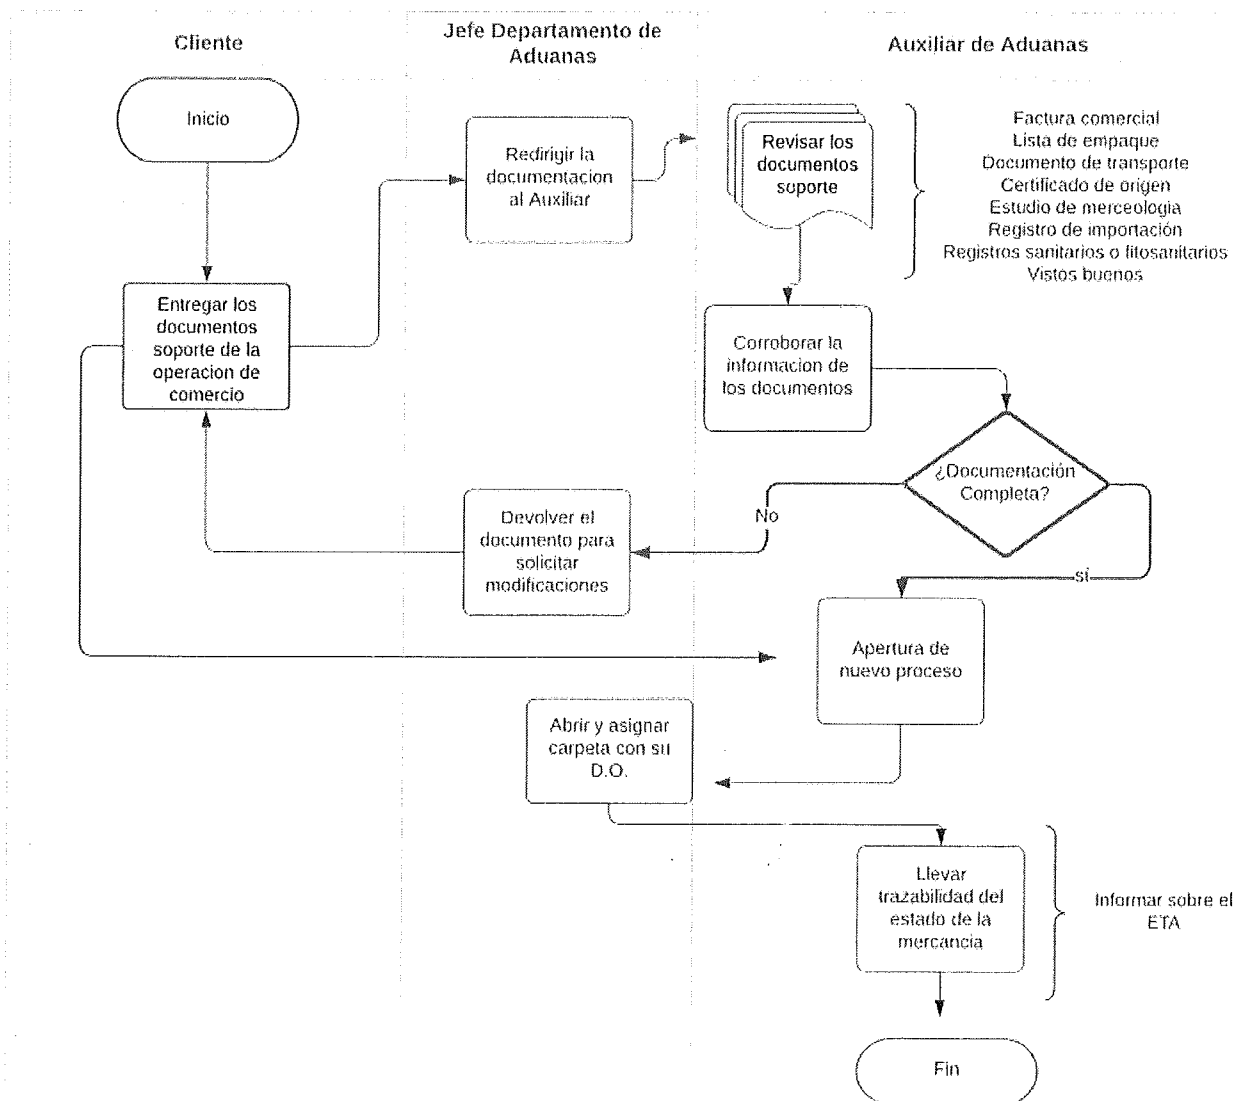 Cliente
Jefe Departamento de
Aduanas
Auxiliar de Aduanas
Inicio
Redirigir la
documentacion
al Auxiliar
Revisar los
documentos
soporte
Factura comercial
Lista de empaque
Documento de transporte
Certificado de origen
Estudio de merceologia
Registro de importación
Registros sanitarios o fitosanitarios
Vistos buenos
Entregar los
documentos
soporte de la
operacion de
comercio
Corroborar la
informacion de
los documentos
¿Documentación
Completa?
No
Devolver el
documento para
solicitar
modificaciones
sí
Apertura de
nuevo proceso
Abrir y asignar
carpeta con su
D.O.
Llevar
trazabilidad del
estado de la
mercancia
Informar sobre el
ETA
Fin